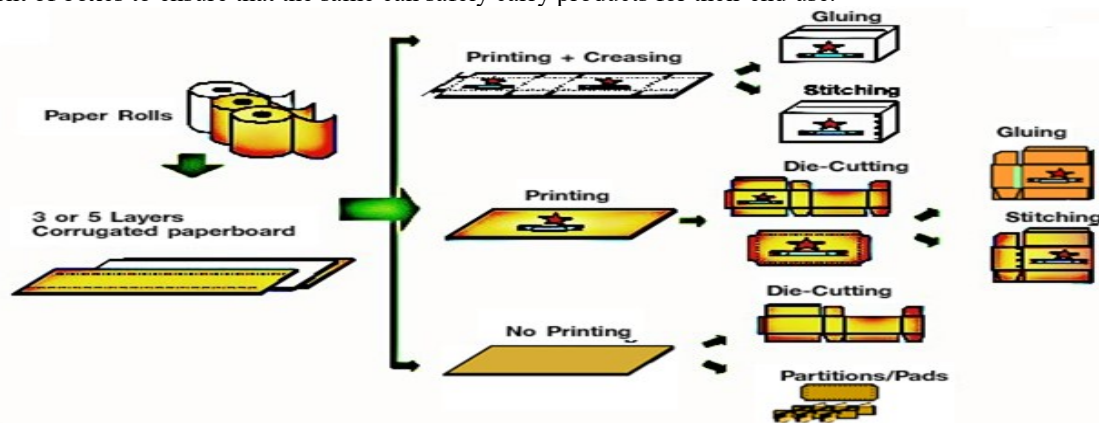 Gluing
Printing + Creasing
Stitching
Paper Rolls
Gluing
Die-Cutting
Printing
3 or 5 Layers
Corrugated paperboard
Stitching
Die-Cutting
No Printing
Partitions/Pads